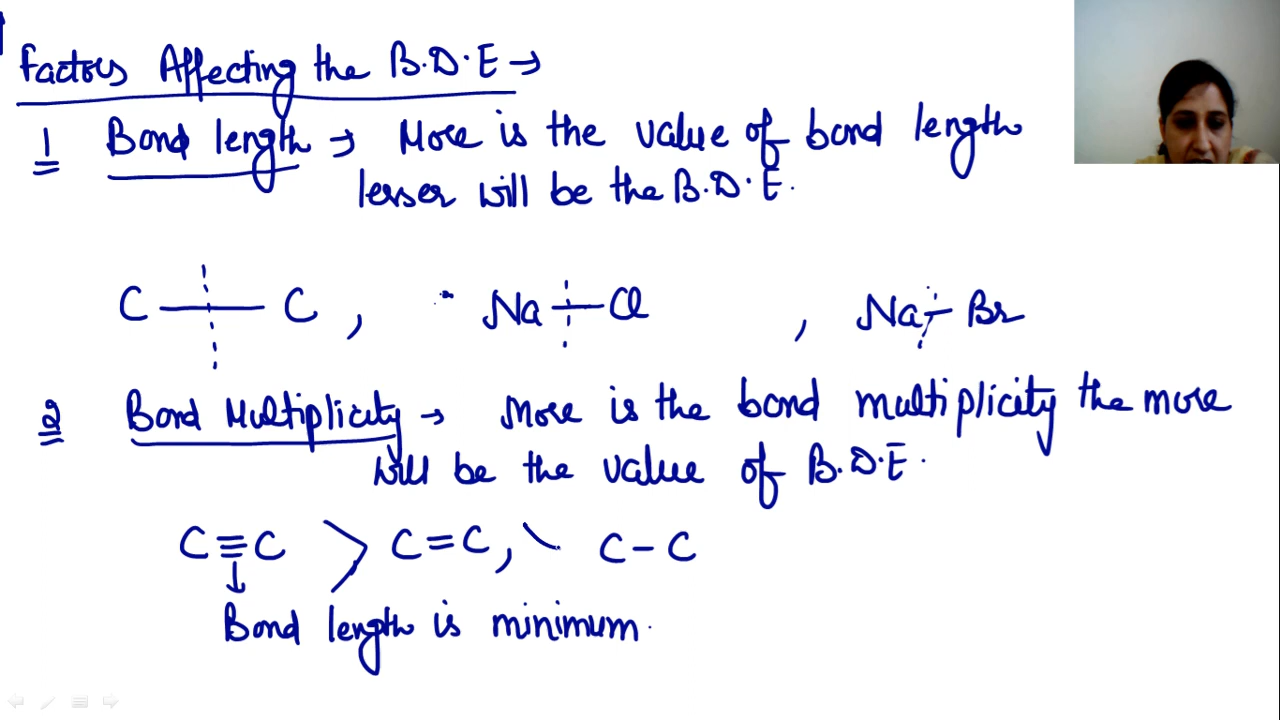 Factors Affecting the B.D.E →
1 Bond length → More is the value of bond length
lesser will be the B.D.E.
C — C , Na — Cl , Na — Br
2 Bond Multiplicity → More is the bond multiplicity the more
will be the value of B.D.E.
C≡C > C=C, \ C-C
↓
Bond length is minimum.